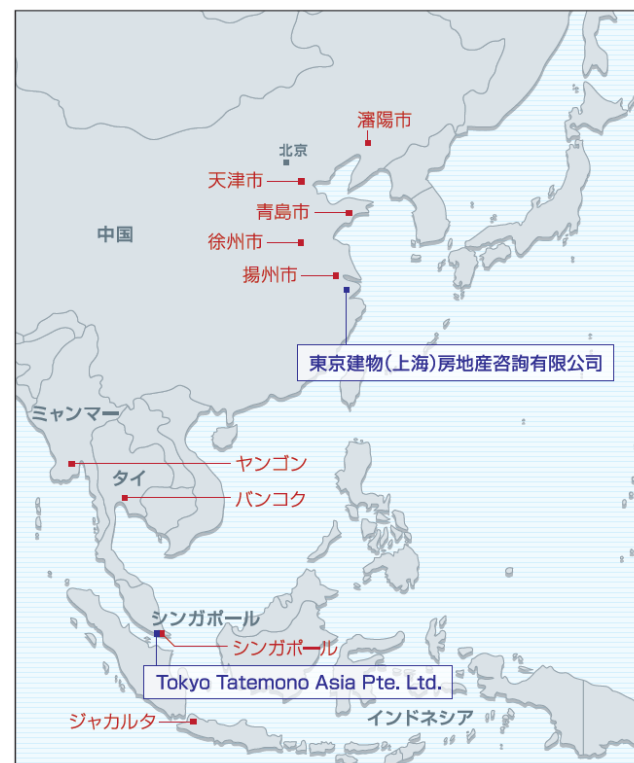 瀋陽市
北京
天津市
青島市
中国
徐州市
揚州市
東京建物(上海)房地産咨詢有限公司
ミャンマー
ヤンゴン
タイ
バンコク
シンガポール
シンガポール
Tokyo Tatemono Asia Pte. Ltd.
ジャカルタ
インドネシア